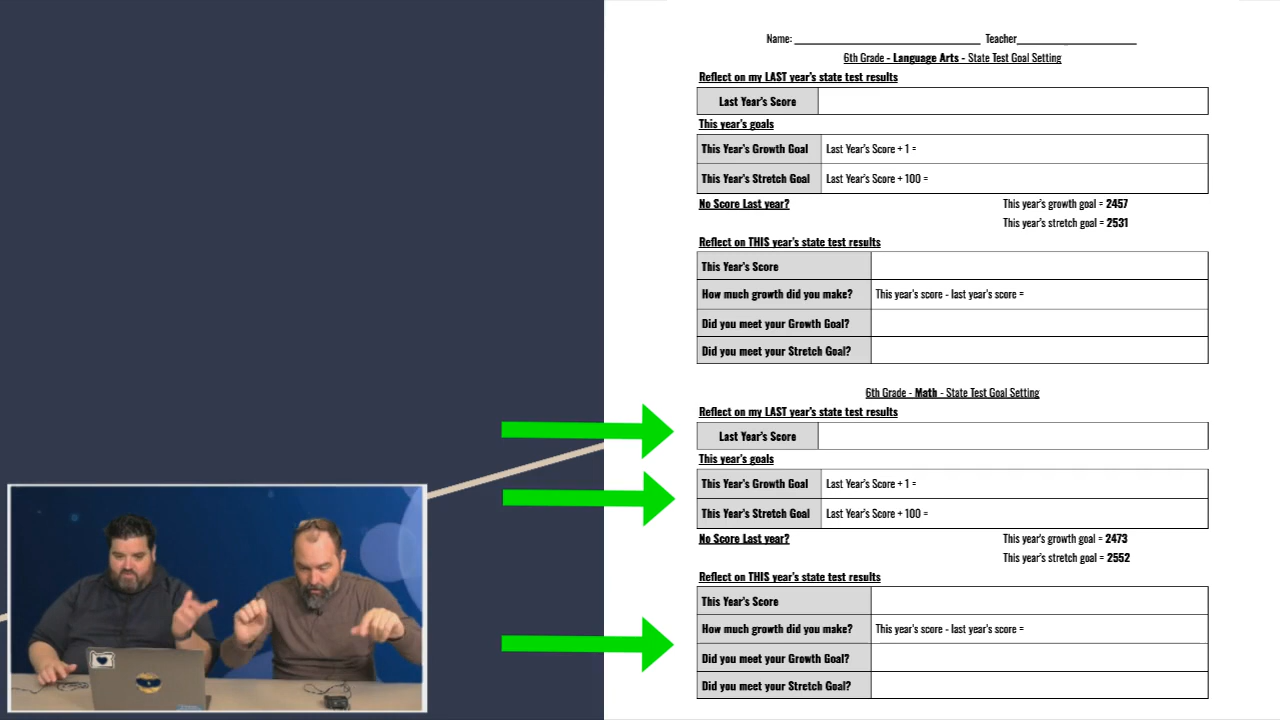 Name: ______________________________ Teacher____________________
6th Grade - Language Arts - State Test Goal Setting
Reflect on my LAST year's state test results
Last Year's Score
This year's goals
This Year's Growth Goal Last Year's Score + 1 =
This Year's Stretch Goal Last Year's Score + 100 =
No Score Last year? This year's growth goal = 2457
This year's stretch goal = 2531
Reflect on THIS year's state test results
This Year's Score
How much growth did you make? This year's score - last year's score =
Did you meet your Growth Goal?
Did you meet your Stretch Goal?
6th Grade - Math - State Test Goal Setting
Reflect on my LAST year's state test results
Last Year's Score
This year's goals
This Year's Growth Goal Last Year's Score + 1 =
This Year's Stretch Goal Last Year's Score + 100 =
No Score Last year? This year's growth goal = 2473
This year's stretch goal = 2552
Reflect on THIS year's state test results
This Year's Score
How much growth did you make? This year's score - last year's score =
Did you meet your Growth Goal?
Did you meet your Stretch Goal?